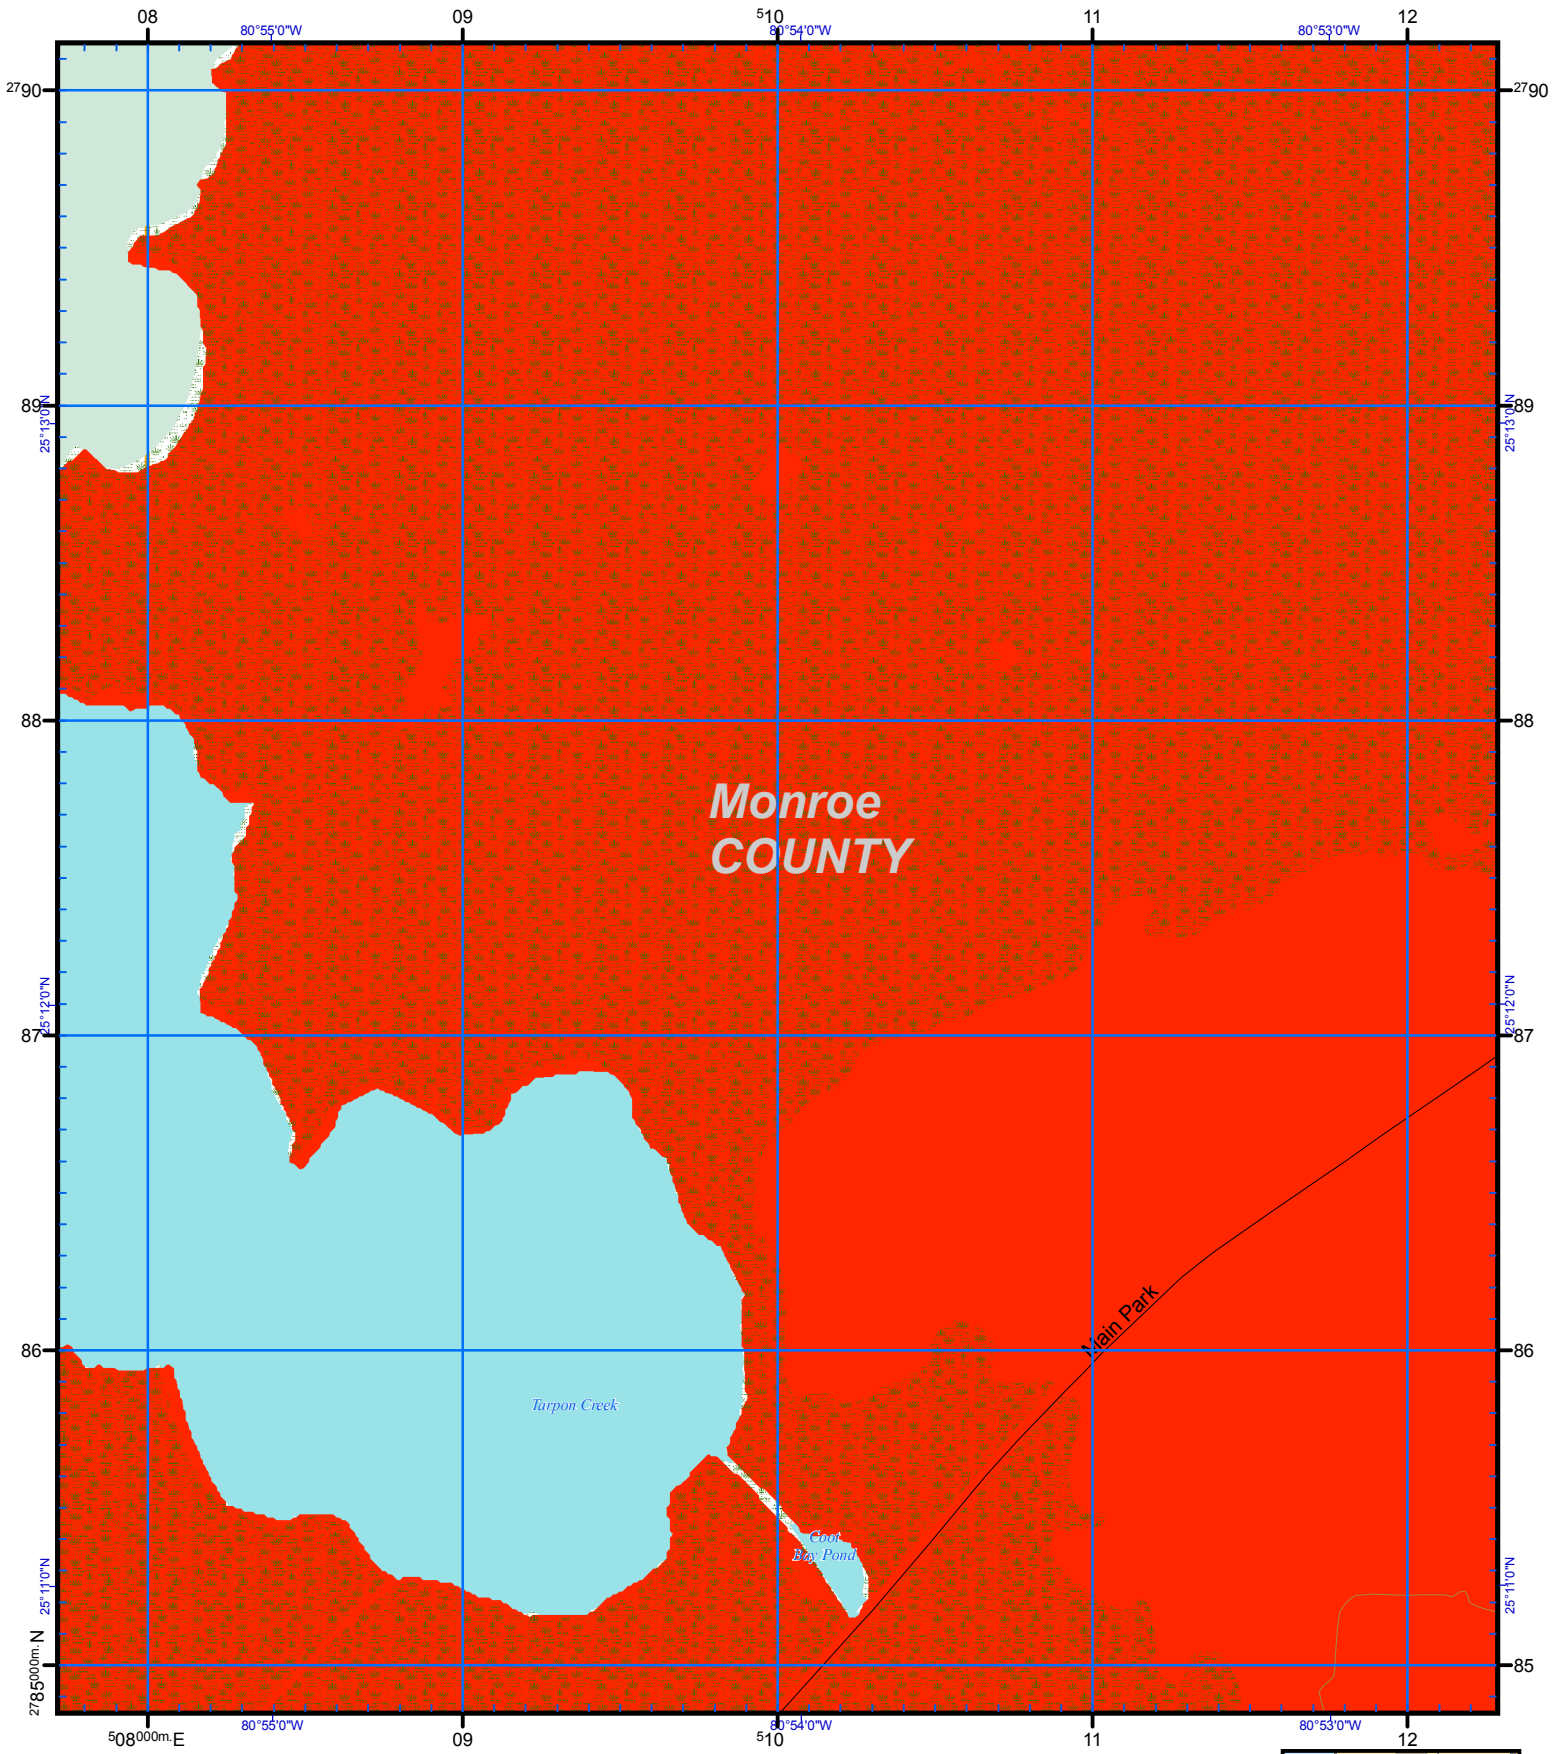 08 09 510 11 12
80°55'0"W 80°54'0"W 80°53'0"W
2790 2790
89 89
25°13'0"N 25°13'0"N
88 88
Monroe
COUNTY
25°12'0"N 25°12'0"N
87 87
Main Park
86 86
Tarpon Creek
Coot
Bay Pond
25°11'0"N 25°11'0"N
2785000m. N 85
80°55'0"W 80°54'0"W 80°53'0"W
508000m. E 09 510 11 12